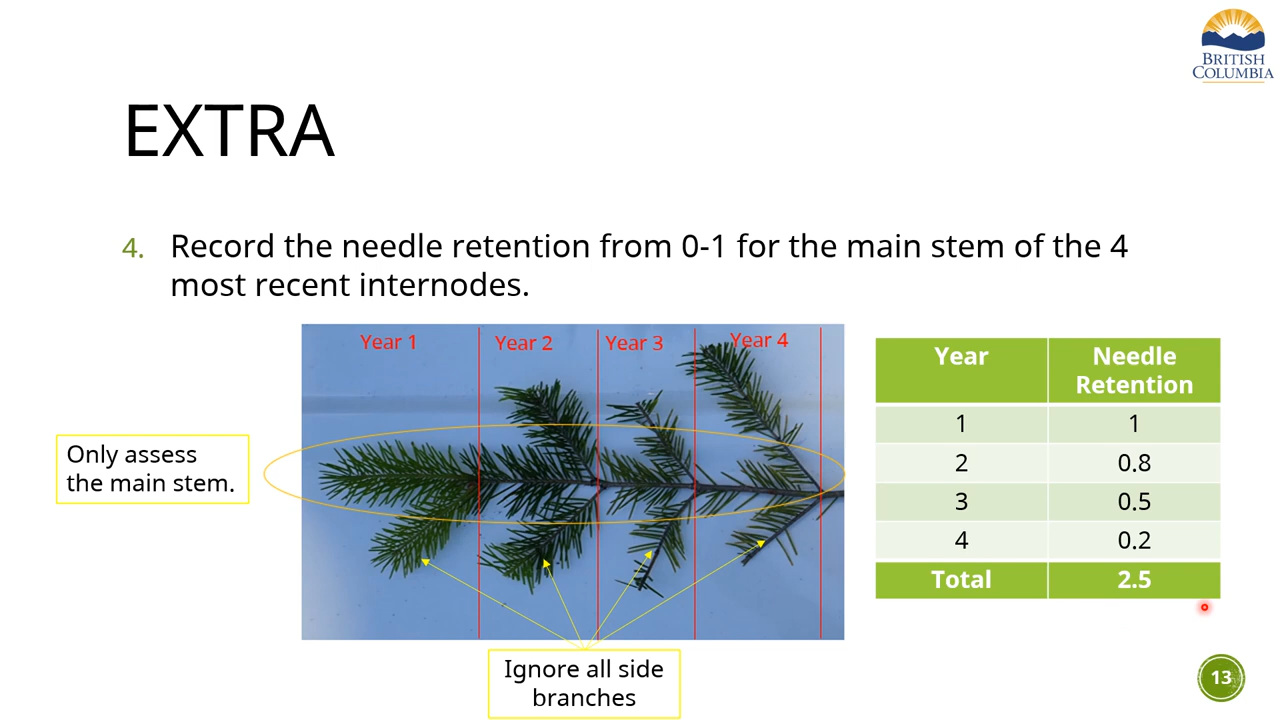 BRITISH
COLUMBIA
EXTRA
4. Record the needle retention from 0-1 for the main stem of the 4
most recent internodes.
Year 1
Year 2
Year 3
Year 4
Only assess
the main stem.
Ignore all side
branches
Year Needle
Retention
1 1
2 0.8
3 0.5
4 0.2
Total 2.5
13